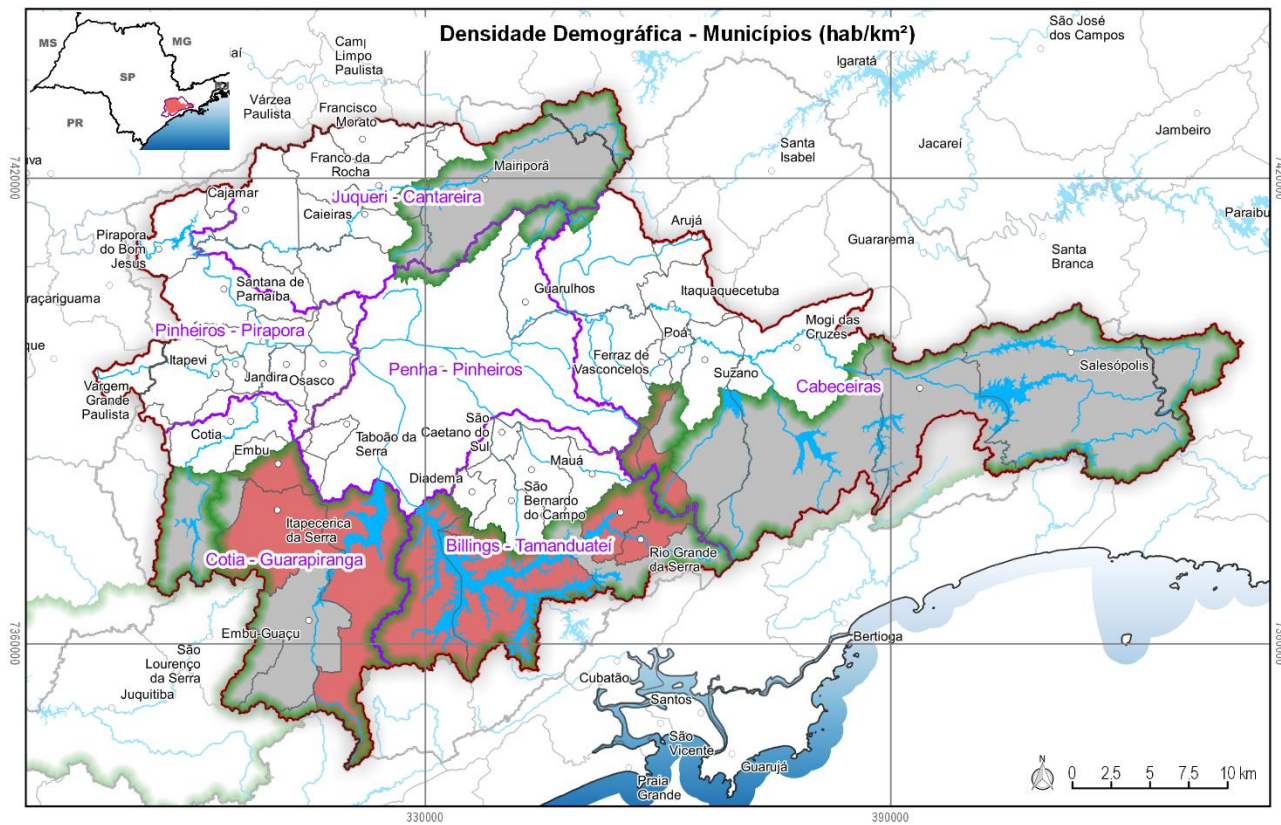 Densidade Demográfica - Municípios (hab/km²)
MS
MG
SP
PR
Campo
Limpo
Paulista
Várzea
Paulista
Francisco
Morato
Franco da
Rocha
Mairiporã
Igaratá
São José
dos Campos
Jambeiro
Jacareí
Santa
Isabel
7420000
7420000
Cajamar
Juqueri - Cantareira
Caieiras
Arujá
Paraibu
Pirapora
do Bom
Jesus
Guararema
Santa
Branca
Santana de
Parnaíba
Guarulhos
Itaquaquecetuba
araçariguama
Pinheiros - Pirapora
Poá
Mogi das
Cruzes
que
Itapevi
Jandira
Osasco
Penha - Pinheiros
Ferraz de
Vasconcelos
Suzano
Cabeceiras
Salesópolis
Vargem
Grande
Paulista
Cotia
Embu
Taboão da
Serra
São
Caetano do
Sul
Mauá
Diadema
São
Bernardo
do Campo
Itapecerica
da Serra
Cotia - Guarapiranga
Billings - Tamanduateí
Rio Grande
da Serra
Embu-Guaçu
São
Lourenço
da Serra
Juquitiba
7360000
Bertioga
Cubatão
Santos
São
Vicente
Guarujá
Praia
Grande
N
0 2,5 5 7,5 10 km
330000
390000